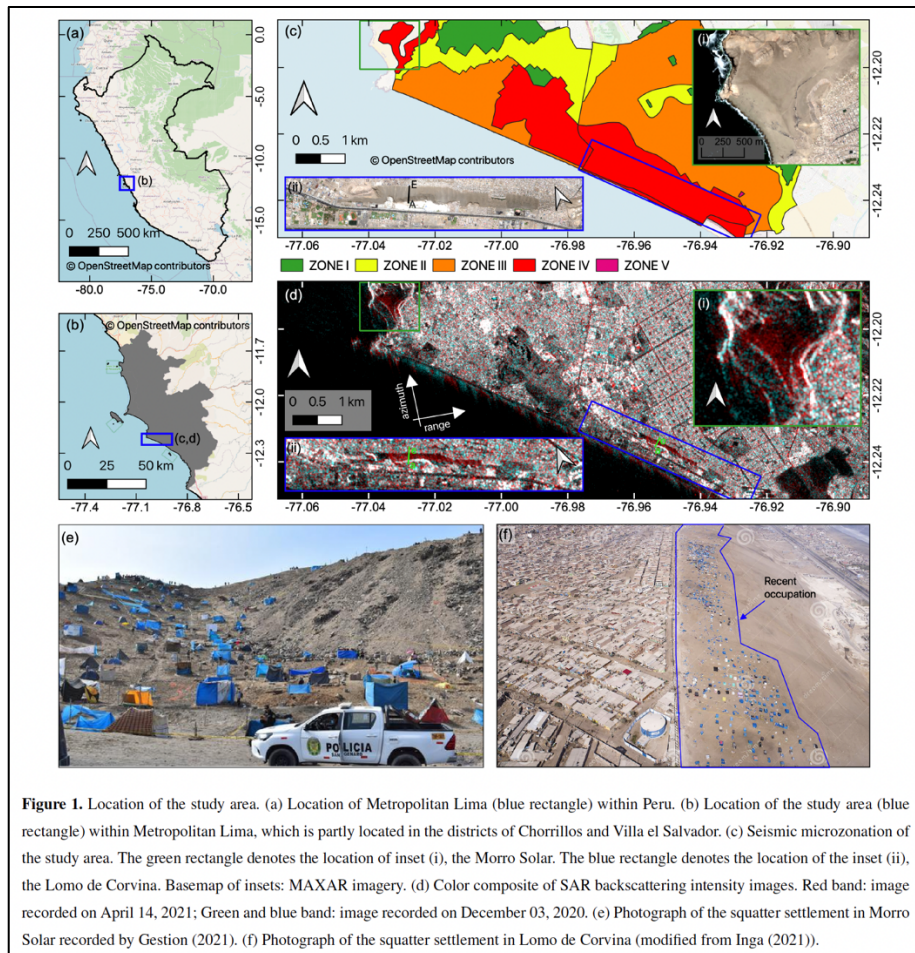 (a)
0.0
-5.0
-10.0
-15.0
(b)
0 250 500 km
© OpenStreetMap contributors
-80.0 -75.0 -70.0
(b) © OpenStreetMap contributors
-11.7
-12.0
-12.3
(c,d)
0 25 50 km
-77.4 -77.1 -76.8 -76.5
(c)
(i)
-12.20
-12.22
-12.24
0 0.5 1 km
© OpenStreetMap contributors
0 200 m
(ii)
E
A
-77.06 -77.04 -77.02 -77.00 -76.98 -76.96 -76.94 -76.92 -76.90
ZONE I ZONE II ZONE III ZONE IV ZONE V
(d)
(i)
-12.20
-12.22
-12.24
0 0.5 1 km
azimuth
range
(ii)
-77.06 -77.04 -77.02 -77.00 -76.98 -76.96 -76.94 -76.92 -76.90
(e)
POLICIA
(f)
Recent
occupation
Figure 1. Location of the study area. (a) Location of Metropolitan Lima (blue rectangle) within Peru. (b) Location of the study area (blue
rectangle) within Metropolitan Lima, which is partly located in the districts of Chorrillos and Villa el Salvador. (c) Seismic microzonation of
the study area. The green rectangle denotes the location of inset (i), the Morro Solar. The blue rectangle denotes the location of the inset (ii),
the Lomo de Corvina. Basemap of insets: MAXAR imagery. (d) Color composite of SAR backscattering intensity images. Red band: image
recorded on April 14, 2021; Green and blue band: image recorded on December 03, 2020. (e) Photograph of the squatter settlement in Morro
Solar recorded by Gestion (2021). (f) Photograph of the squatter settlement in Lomo de Corvina (modified from Inga (2021)).